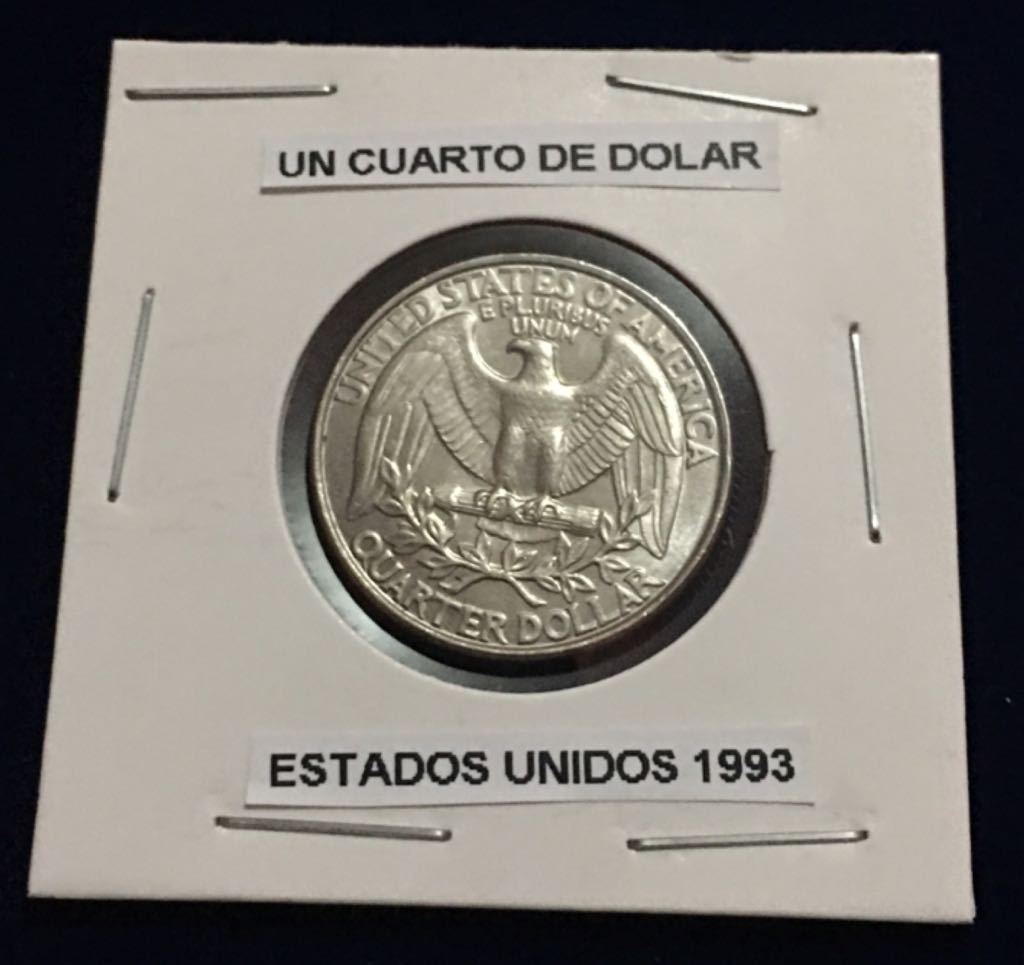 UN CUARTO DE DOLAR
UNITED STATES OF AMERICA
E PLURIBUS
UNUM
QUARTER DOLLAR
ESTADOS UNIDOS 1993